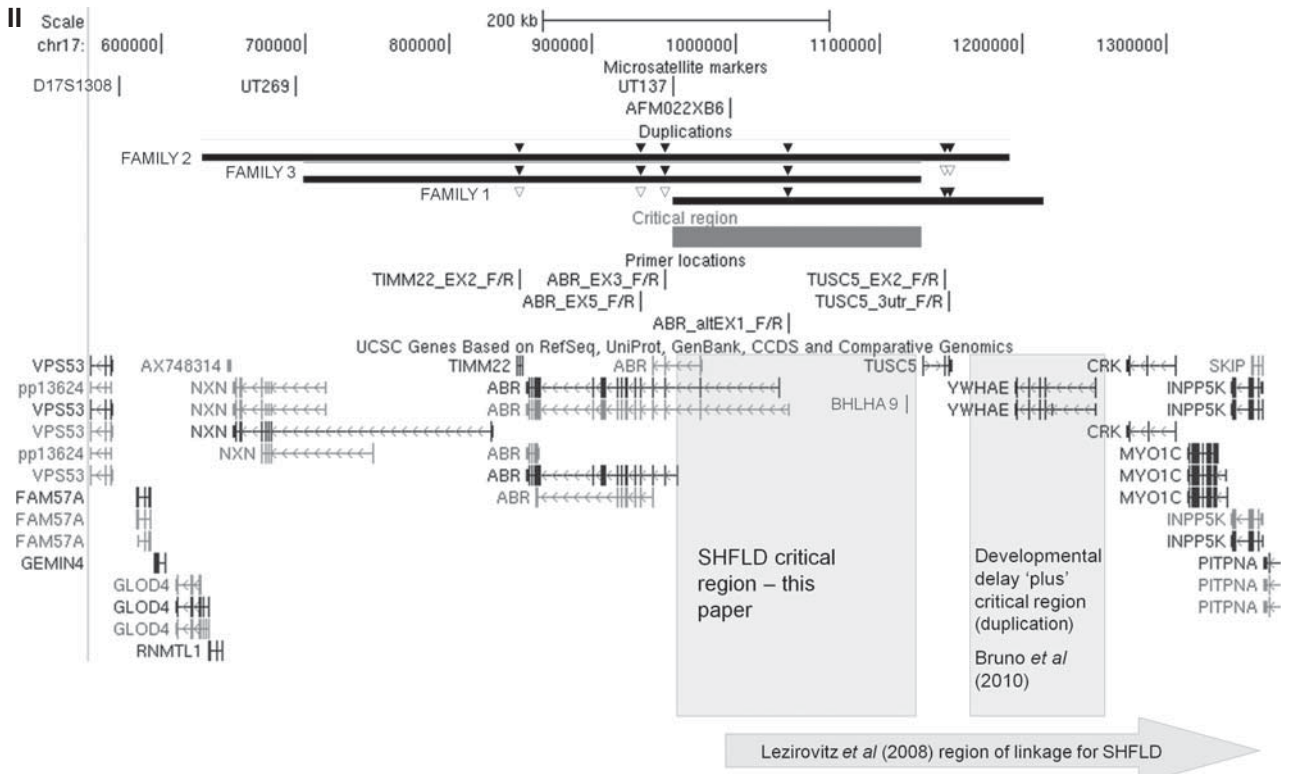 II
Scale 200 kb
chr17: 600000 700000 800000 900000 1000000 1100000 1200000 1300000
Microsatellite markers
D17S1308 UT269 UT137
AFM022XB6
Duplications
FAMILY 2
FAMILY 3
FAMILY 1
Critical region
Primer locations
TIMM22_EX2_F/R ABR_EX3_F/R TUSC5_EX2_F/R
ABR_EX5_F/R TUSC5_3utr_F/R
ABR_altEX1_F/R
UCSC Genes Based on RefSeq, UniProt, GenBank, CCDS and Comparative Genomics
VPS53 AX748314 TIMM22 ABR TUSC5 CRK SKIP
pp13624 NXN ABR YWHAE INPP5K
VPS53 NXN ABR BHLHA9 YWHAE INPP5K
VPS53 NXN CRK
pp13624 NXN ABR MYO1C
VPS53 ABR MYO1C
FAM57A ABR MYO1C
FAM57A INPP5K
FAM57A INPP5K
GEMIN4 PITPNA
GLOD4 PITPNA
GLOD4 PITPNA
GLOD4
RNMTL1
SHFLD critical
region – this
paper
Developmental
delay ‘plus’
critical region
(duplication)
Bruno et al
(2010)
Lezirovitz et al (2008) region of linkage for SHFLD